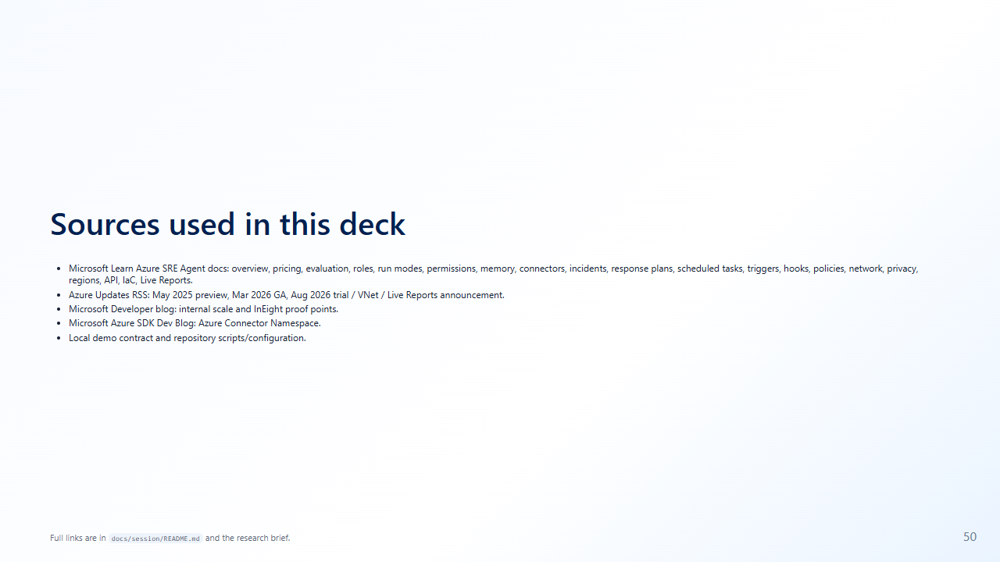 Sources used in this deck
• Microsoft Learn Azure SRE Agent docs: overview, pricing, evaluation, roles, run modes, permissions, memory, connectors, incidents, response plans, scheduled tasks, triggers, hooks, policies, network, privacy,
regions, API, IaC, Live Reports.
• Azure Updates RSS: May 2025 preview, Mar 2026 GA, Aug 2026 trial / VNet / Live Reports announcement.
• Microsoft Developer blog: internal scale and InEight proof points.
• Microsoft Azure SDK Dev Blog: Azure Connector Namespace.
• Local demo contract and repository scripts/configuration.
Full links are in docs/session/README.md and the research brief.
50